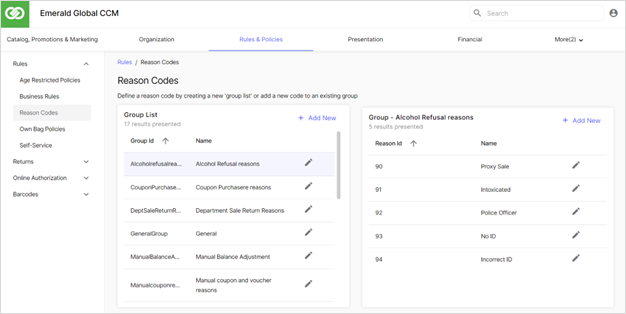 Emerald Global CCM
Search
Catalog, Promotions & Marketing
Organization
Rules & Policies
Presentation
Financial
More(2)
Rules
Age Restricted Policies
Business Rules
Reason Codes
Own Bag Policies
Self-Service
Returns
Online Authorization
Barcodes
Rules / Reason Codes
Reason Codes
Define a reason code by creating a new 'group list' or add a new code to an existing group
Group List
17 results presented
+ Add New
Group Id
Name
Alcoholrefusalrea...
Alcohol Refusal reasons
CouponPurchase...
Coupon Purchasere reasons
DeptSaleReturnR...
Department Sale Return Reasons
GeneralGroup
General
ManualBalanceA...
Manual Balance Adjustment
Manualcouponre...
Manual coupon and voucher
reasons
Group - Alcohol Refusal reasons
5 results presented
+ Add New
Reason Id
Name
90
Proxy Sale
91
Intoxicated
92
Police Officer
93
No ID
94
Incorrect ID